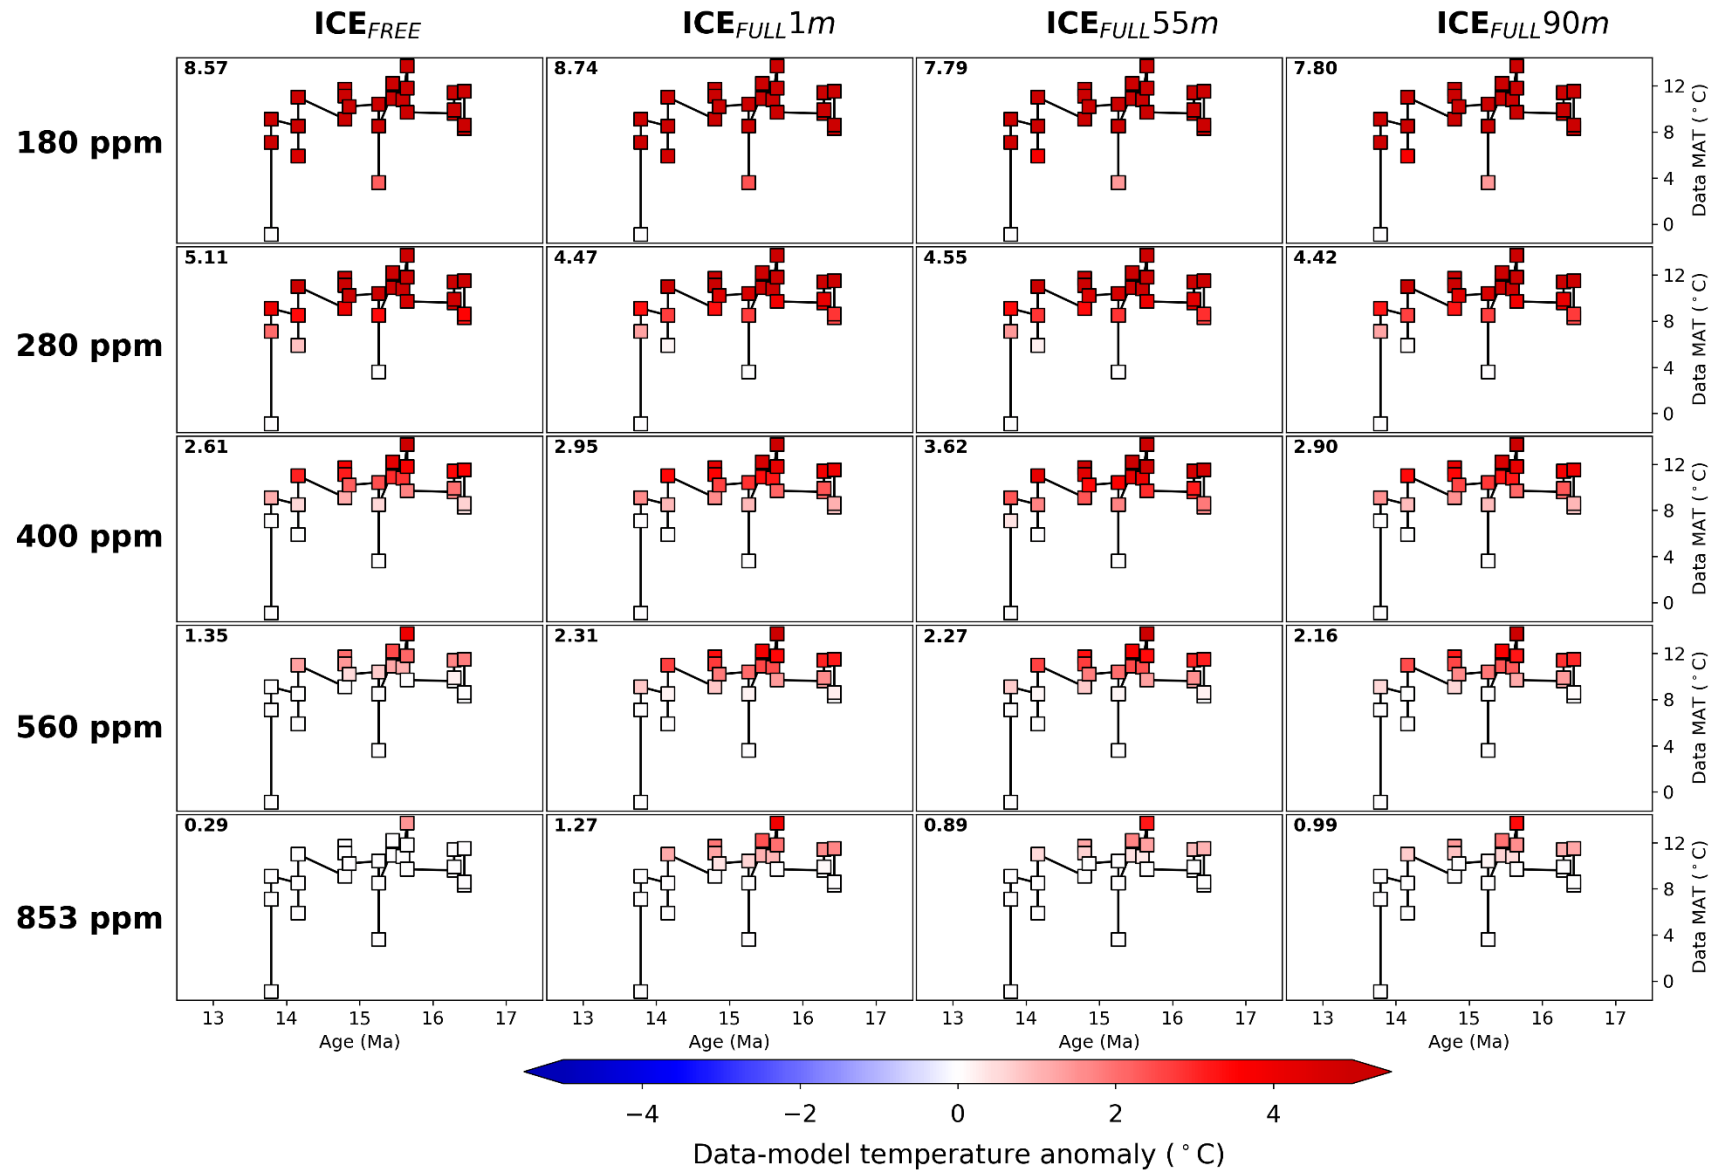 ICE_FREE ICE_FULL1m ICE_FULL55m ICE_FULL90m
180 ppm 8.57 8.74 7.79 7.80
12
8
4
0
Data MAT (°C)
280 ppm 5.11 4.47 4.55 4.42
12
8
4
0
Data MAT (°C)
400 ppm 2.61 2.95 3.62 2.90
12
8
4
0
Data MAT (°C)
560 ppm 1.35 2.31 2.27 2.16
12
8
4
0
Data MAT (°C)
853 ppm 0.29 1.27 0.89 0.99
12
8
4
0
Data MAT (°C)
13 14 15 16 17 13 14 15 16 17 13 14 15 16 17 13 14 15 16 17
Age (Ma) Age (Ma) Age (Ma) Age (Ma)
−4 −2 0 2 4
Data-model temperature anomaly (°C)